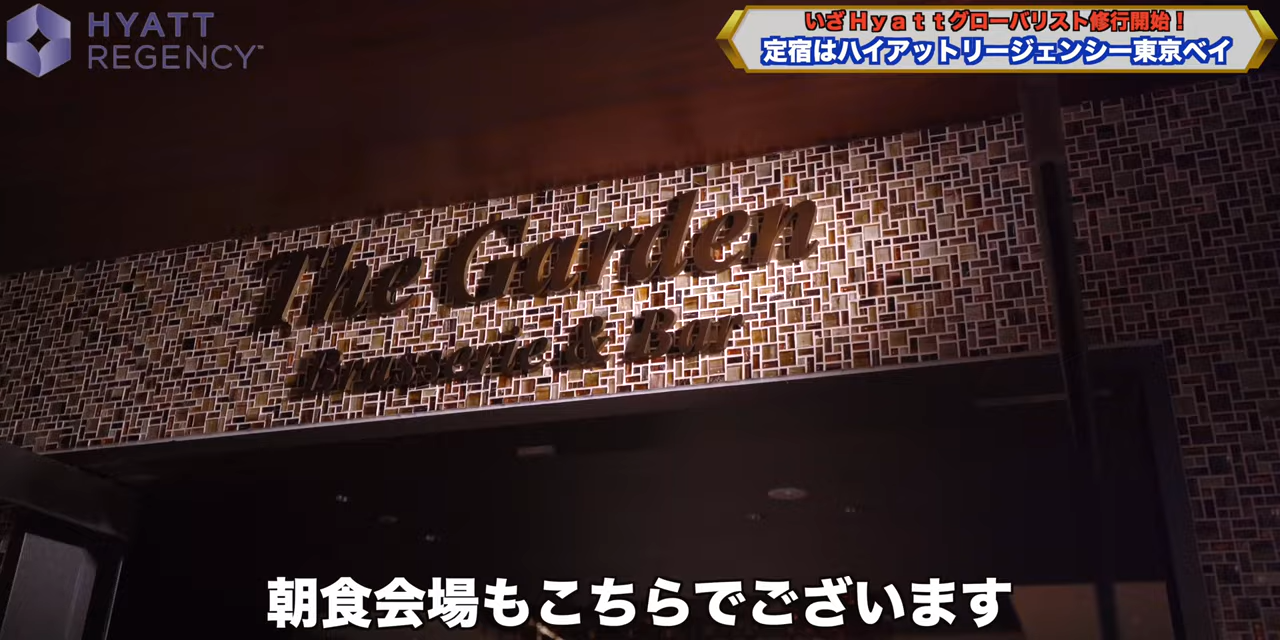 HYATT
REGENCY™
いざＨｙａｔｔグローバリスト修行開始！
定宿はハイアットリージェンシー東京ベイ
The Garden
Brasserie & Bar
朝食会場もこちらでございます